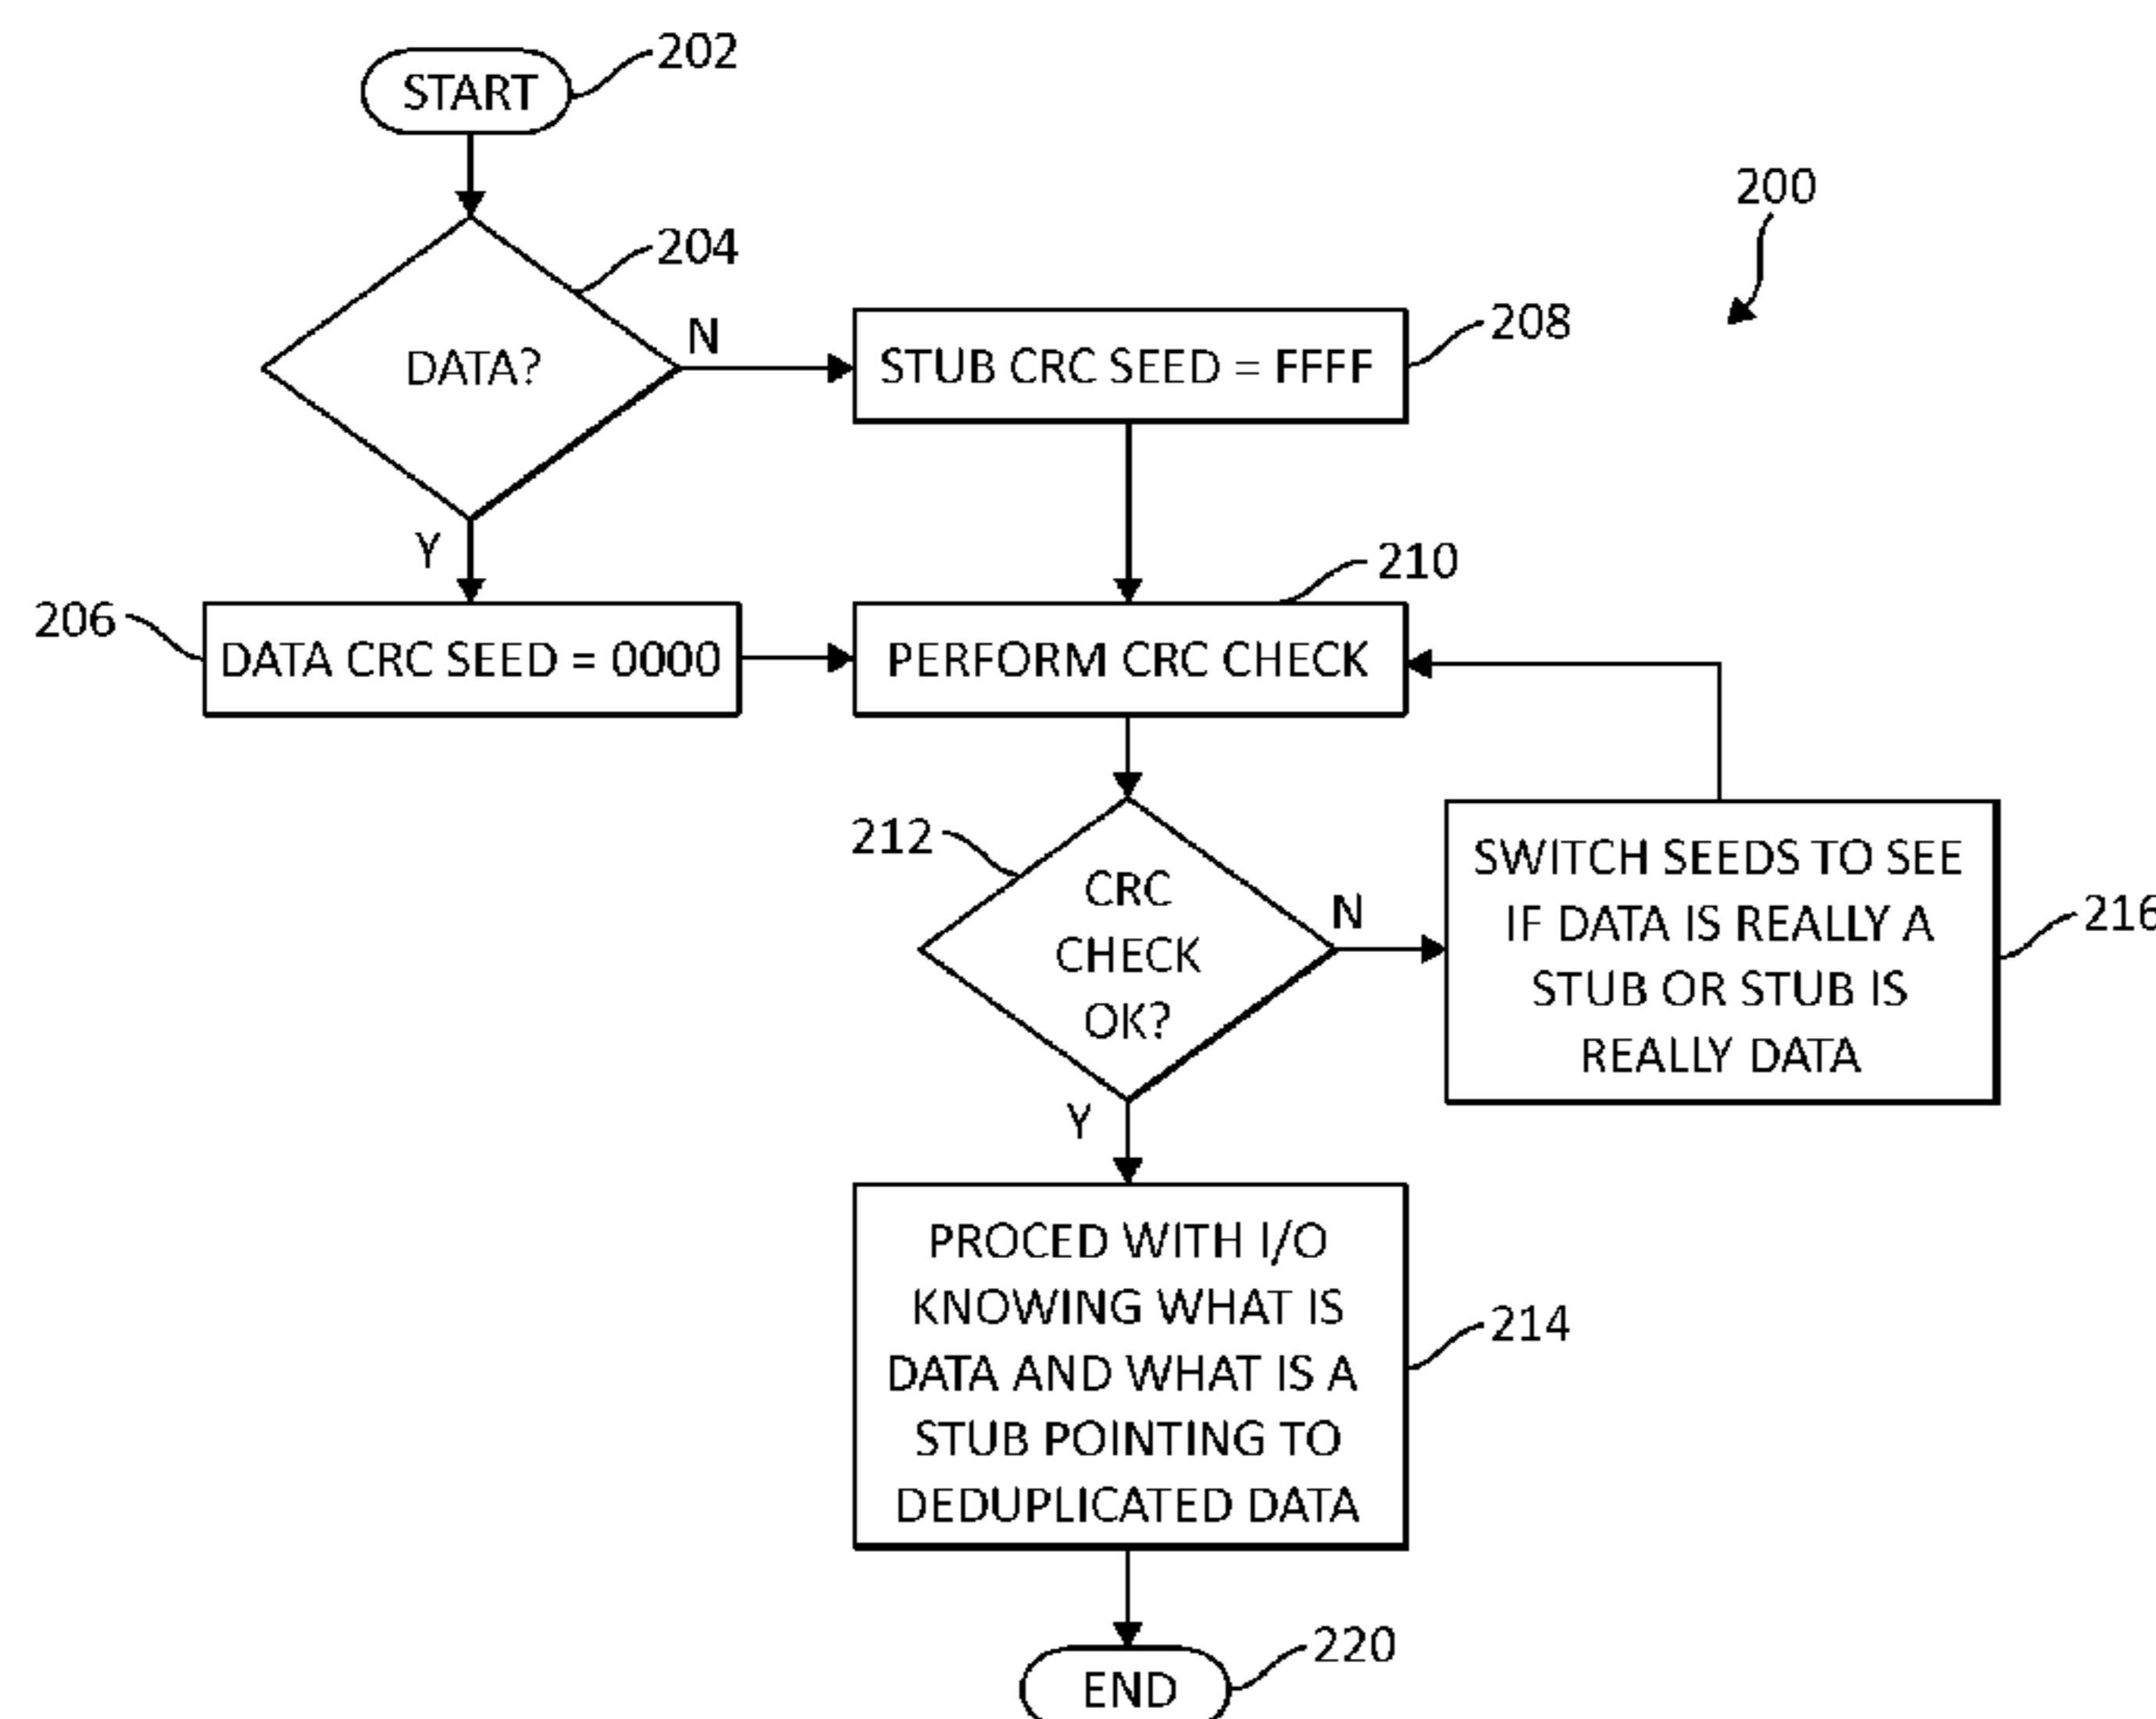 START
202
200
204
DATA?
N
STUB CRC SEED = FFFF
208
Y
210
206
DATA CRC SEED = 0000
PERFORM CRC CHECK
212
CRC
CHECK
OK?
N
SWITCH SEEDS TO SEE
IF DATA IS REALLY A
STUB OR STUB IS
REALLY DATA
216
Y
PROCED WITH I/O
KNOWING WHAT IS
DATA AND WHAT IS A
STUB POINTING TO
DEDUPLICATED DATA
214
END
220